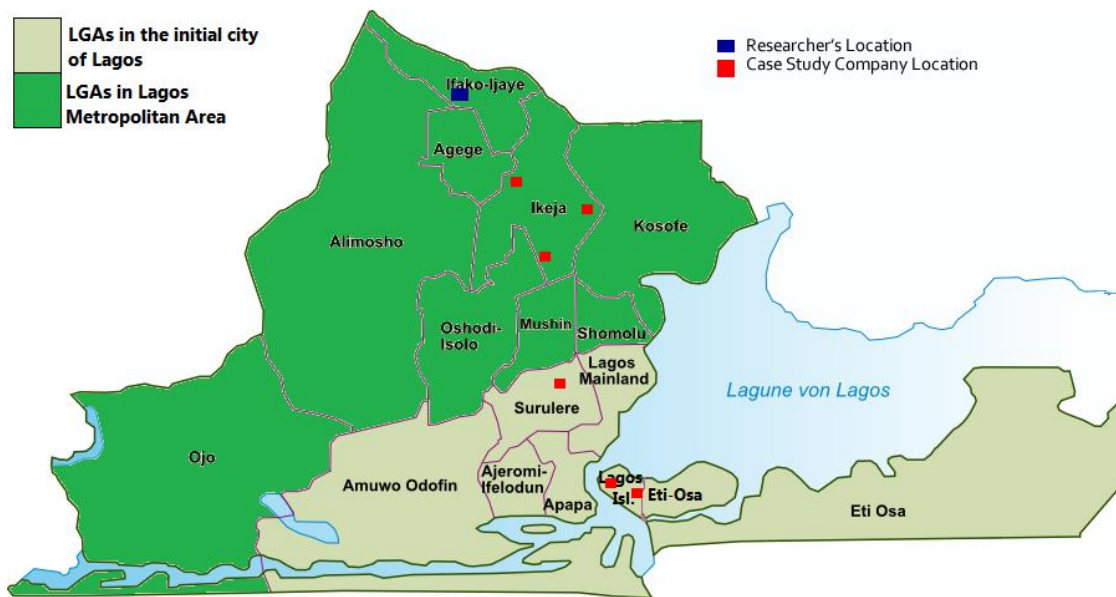 LGAs in the initial city
of Lagos
LGAs in Lagos
Metropolitan Area
Researcher's Location
Case Study Company Location
Ifako-Ijaye
Agege
Ikeja
Kosofe
Alimosho
Oshodi-
Isolo
Mushin
Shomolu
Lagos
Mainland
Surulere
Lagune von Lagos
Ojo
Amuwo Odofin
Ajeromi-
Ifelodun
Apapa
Lagos
Isl.
Eti-Osa
Eti Osa